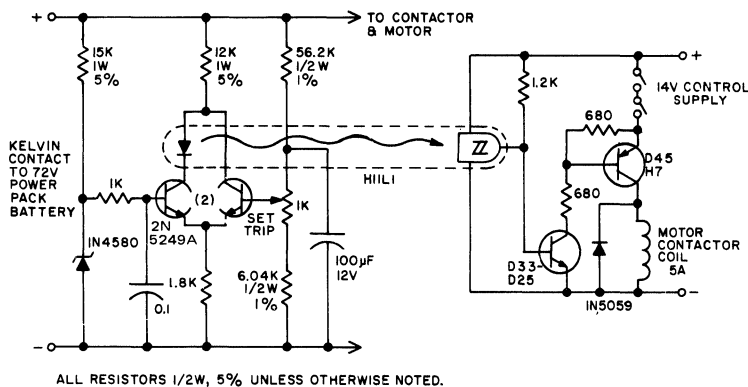 +
TO CONTACTOR
& MOTOR
15K
1W
5%
12K
1W
5%
56.2K
1/2W
1%
+
1.2K
14V CONTROL
SUPPLY
680
KELVIN
CONTACT
TO 72V
POWER
PACK
BATTERY
H11L1
D45
H7
1K
(2)
1K
680
2N
5249A
SET
TRIP
1N4580
100µF
12V
MOTOR
CONTACTOR
COIL
5A
D33-
D25
0.1
1.8K
6.04K
1/2W
1%
1N5059
-
-
ALL RESISTORS 1/2W, 5% UNLESS OTHERWISE NOTED.